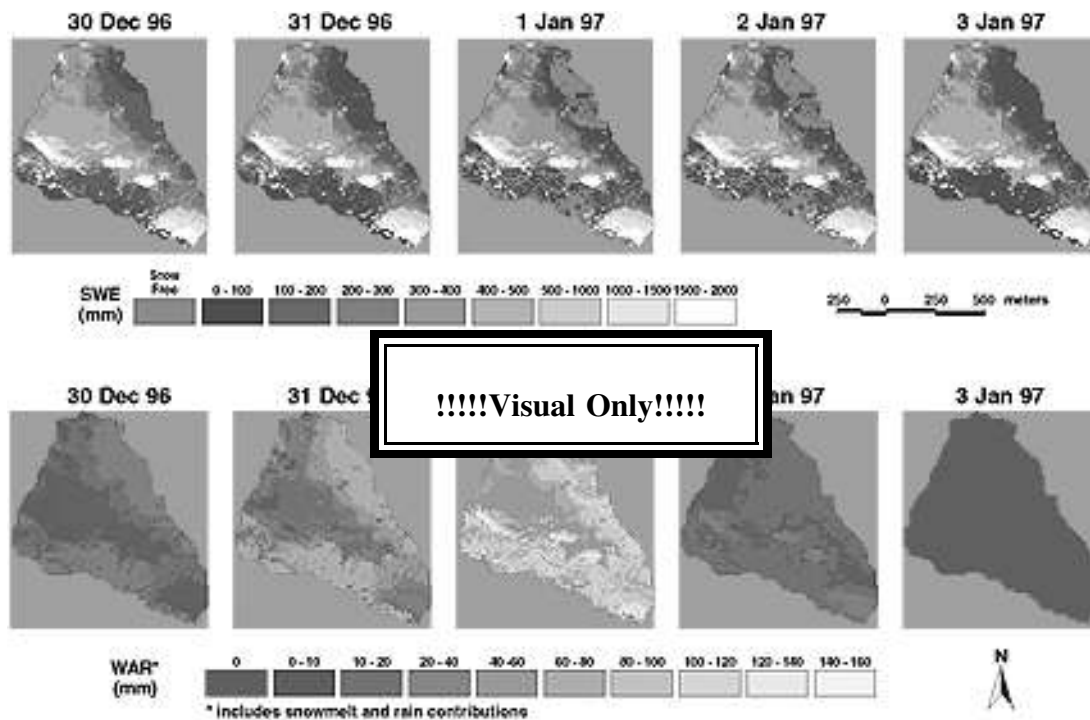 30 Dec 96 31 Dec 96 1 Jan 97 2 Jan 97 3 Jan 97
SWE
(mm)
Snow
Free 0 - 100 100 - 200 200 - 300 300 - 400 400 - 500 500 - 1000 1000 - 1500 1500 - 2000
250 0 250 500 meters
!!!!!Visual Only!!!!!
30 Dec 96 31 Dec an 97 3 Jan 97
WAR*
(mm)
0 0 - 10 10 - 20 20 - 40 40 - 60 60 - 80 80 - 100 100 - 120 120 - 140 140 - 160
N
* includes snowmelt and rain contributions